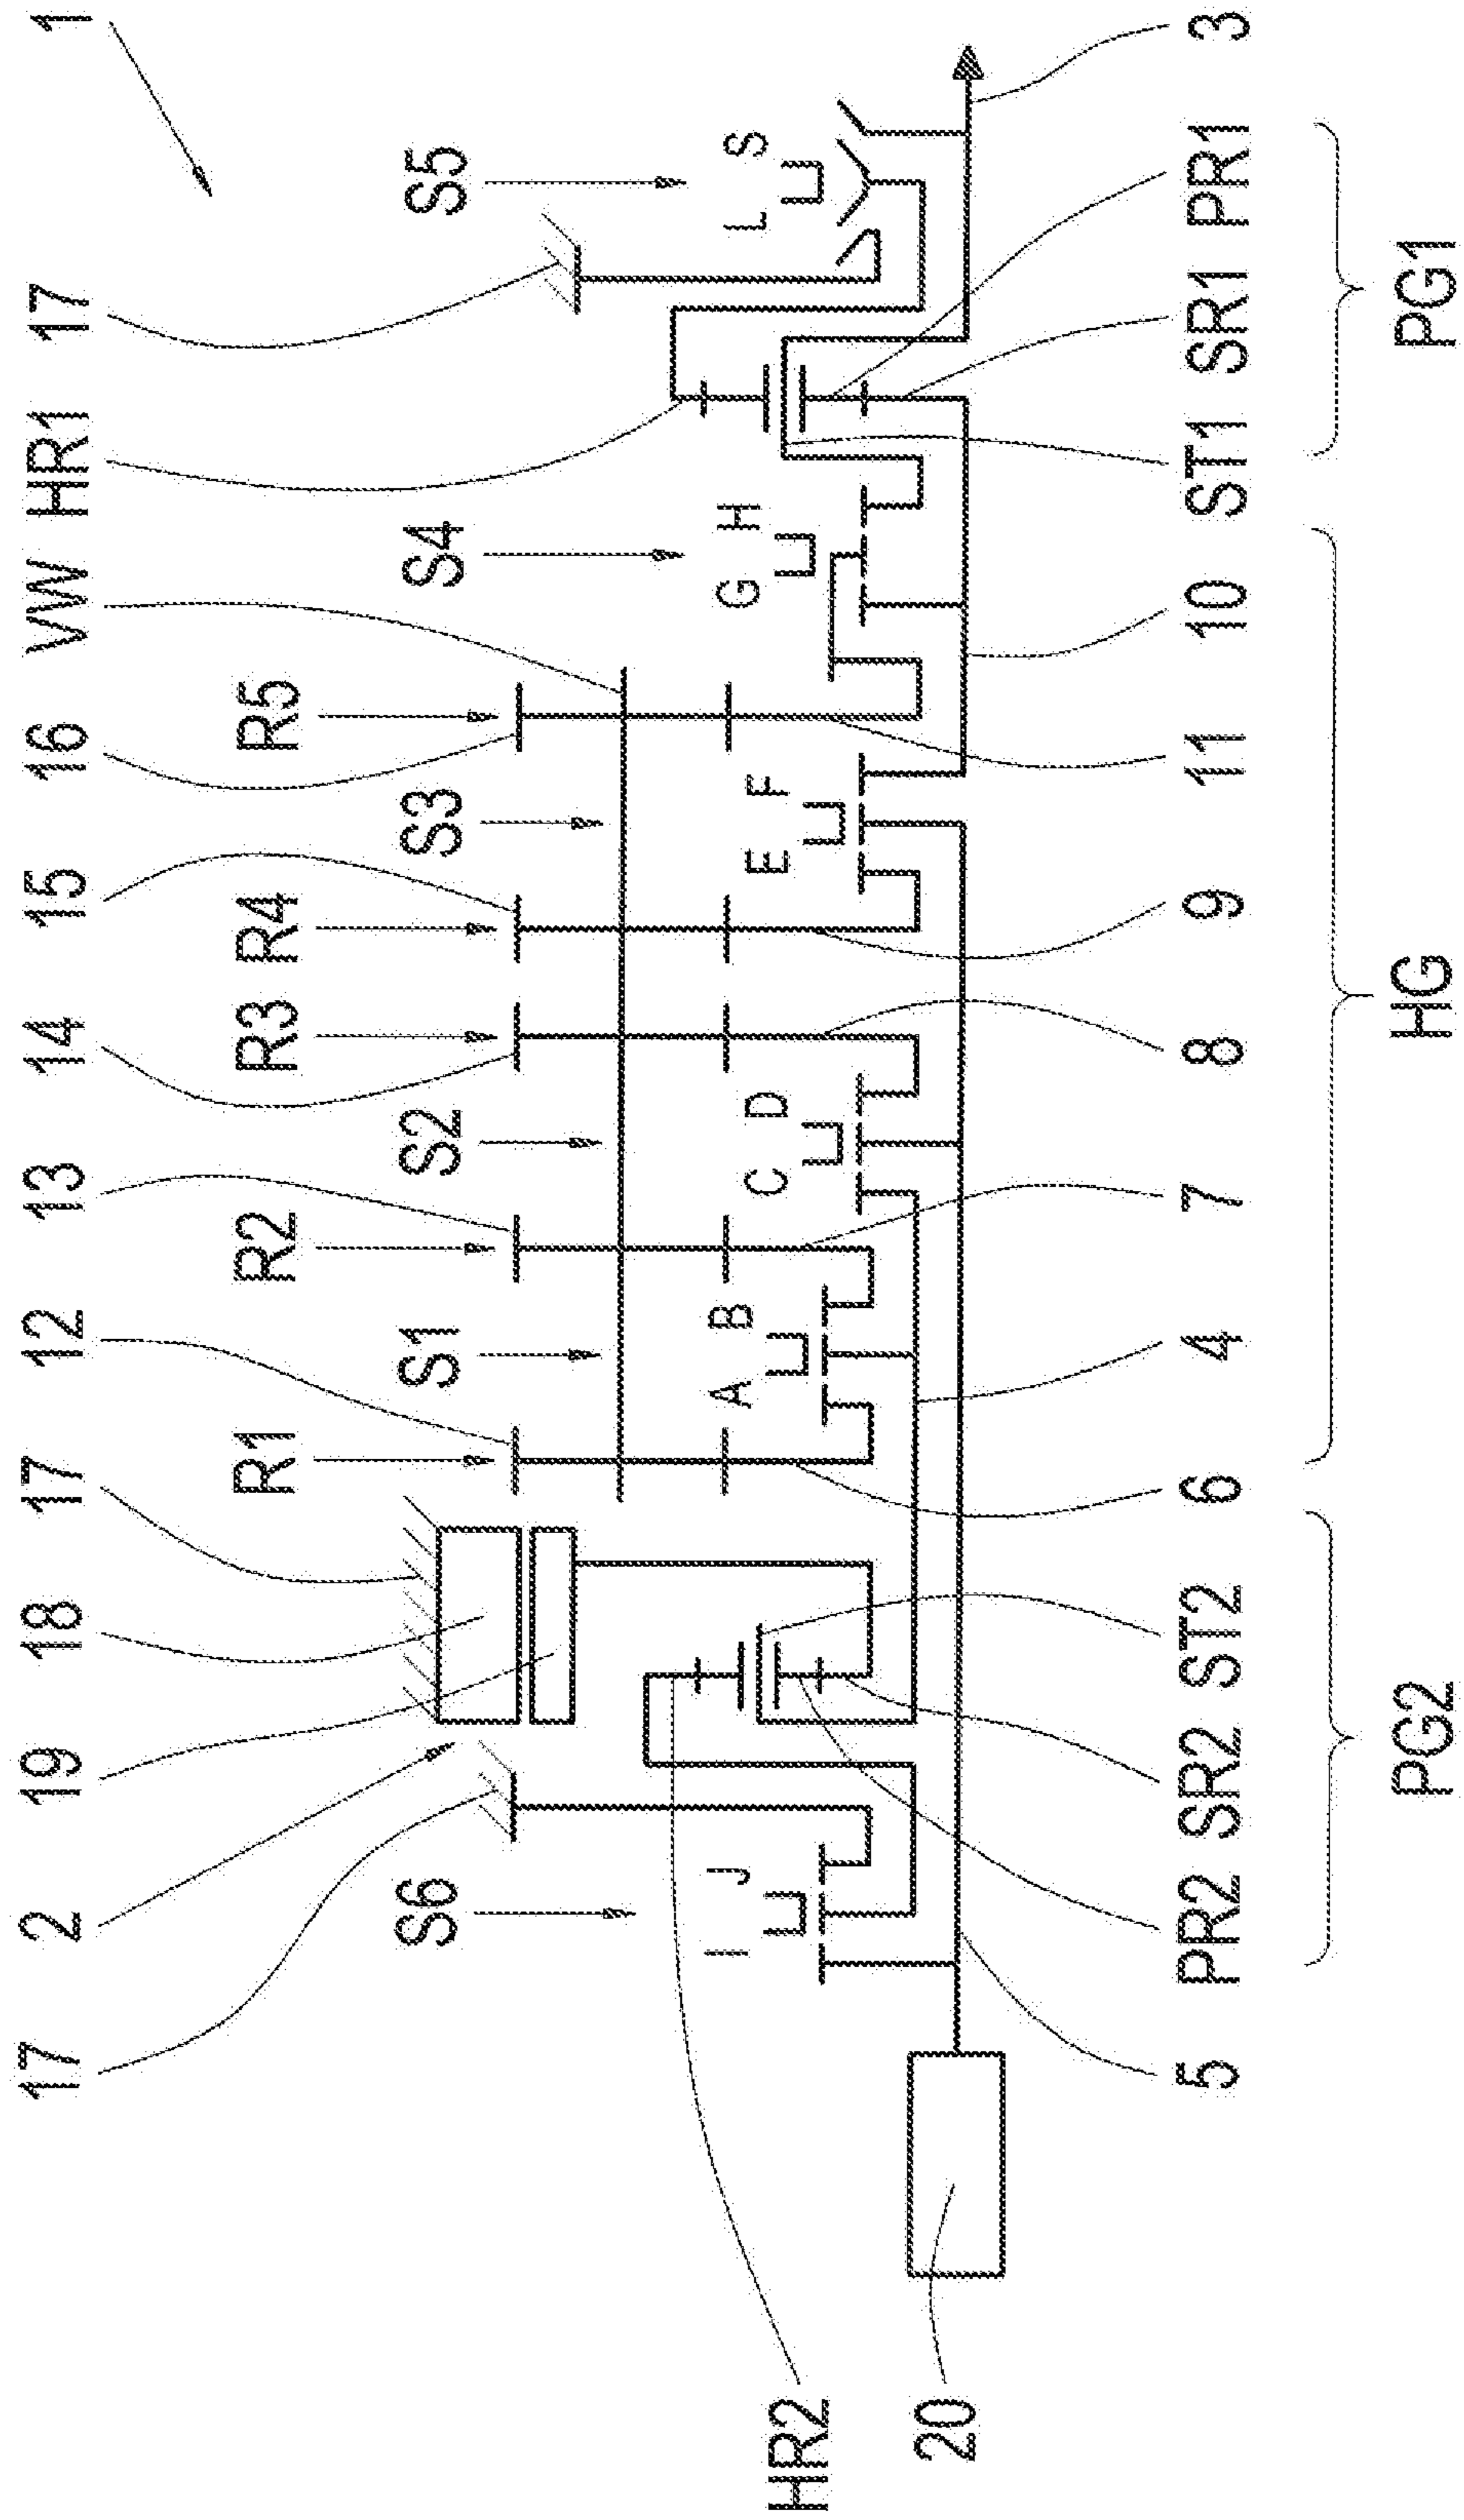 17 2 19 18 17 12 13 14 15 16 VW HR1 17 1
R1 R2 R3 R4 R5
S6 S1 S2 S3 S4 S5
I J A B C D E F G H L S
HR2
20
5 PR2 SR2 ST2 6 4 7 8 9 11 10 ST1 SR1 PR1 3
PG2 HG PG1